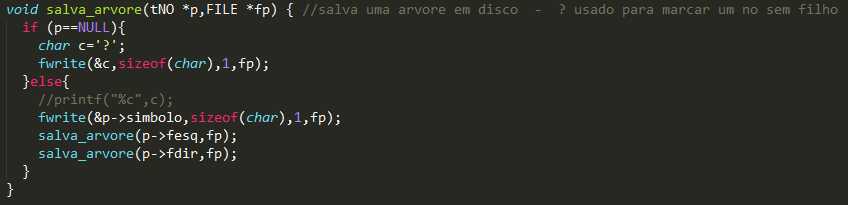 void salva_arvore(tNO *p,FILE *fp) { //salva uma arvore em disco  -  ? usado para marcar um no sem filho
  if (p==NULL){
    char c='?';
    fwrite(&c,sizeof(char),1,fp);
  }else{
    //printf("%c",c);
    fwrite(&p->simbolo,sizeof(char),1,fp);
    salva_arvore(p->fesq,fp);
    salva_arvore(p->fdir,fp);
  }
}